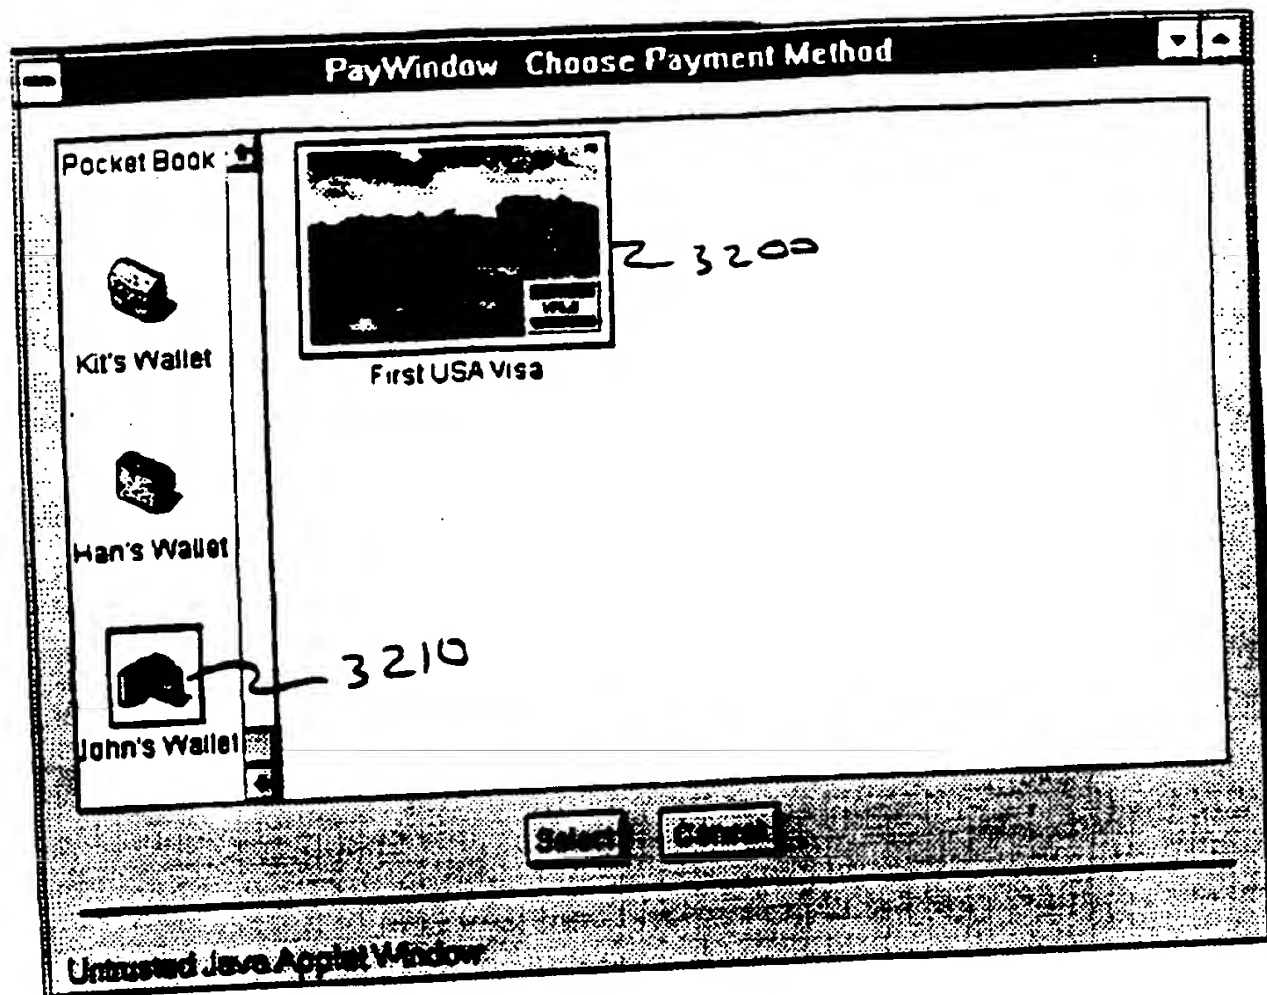 PayWindow Choose Payment Method
Pocket Book
Kit's Wallet
Han's Wallet
John's Wallet
First USA Visa
3200
3210
Select Cancel
Untrusted Java Applet Window